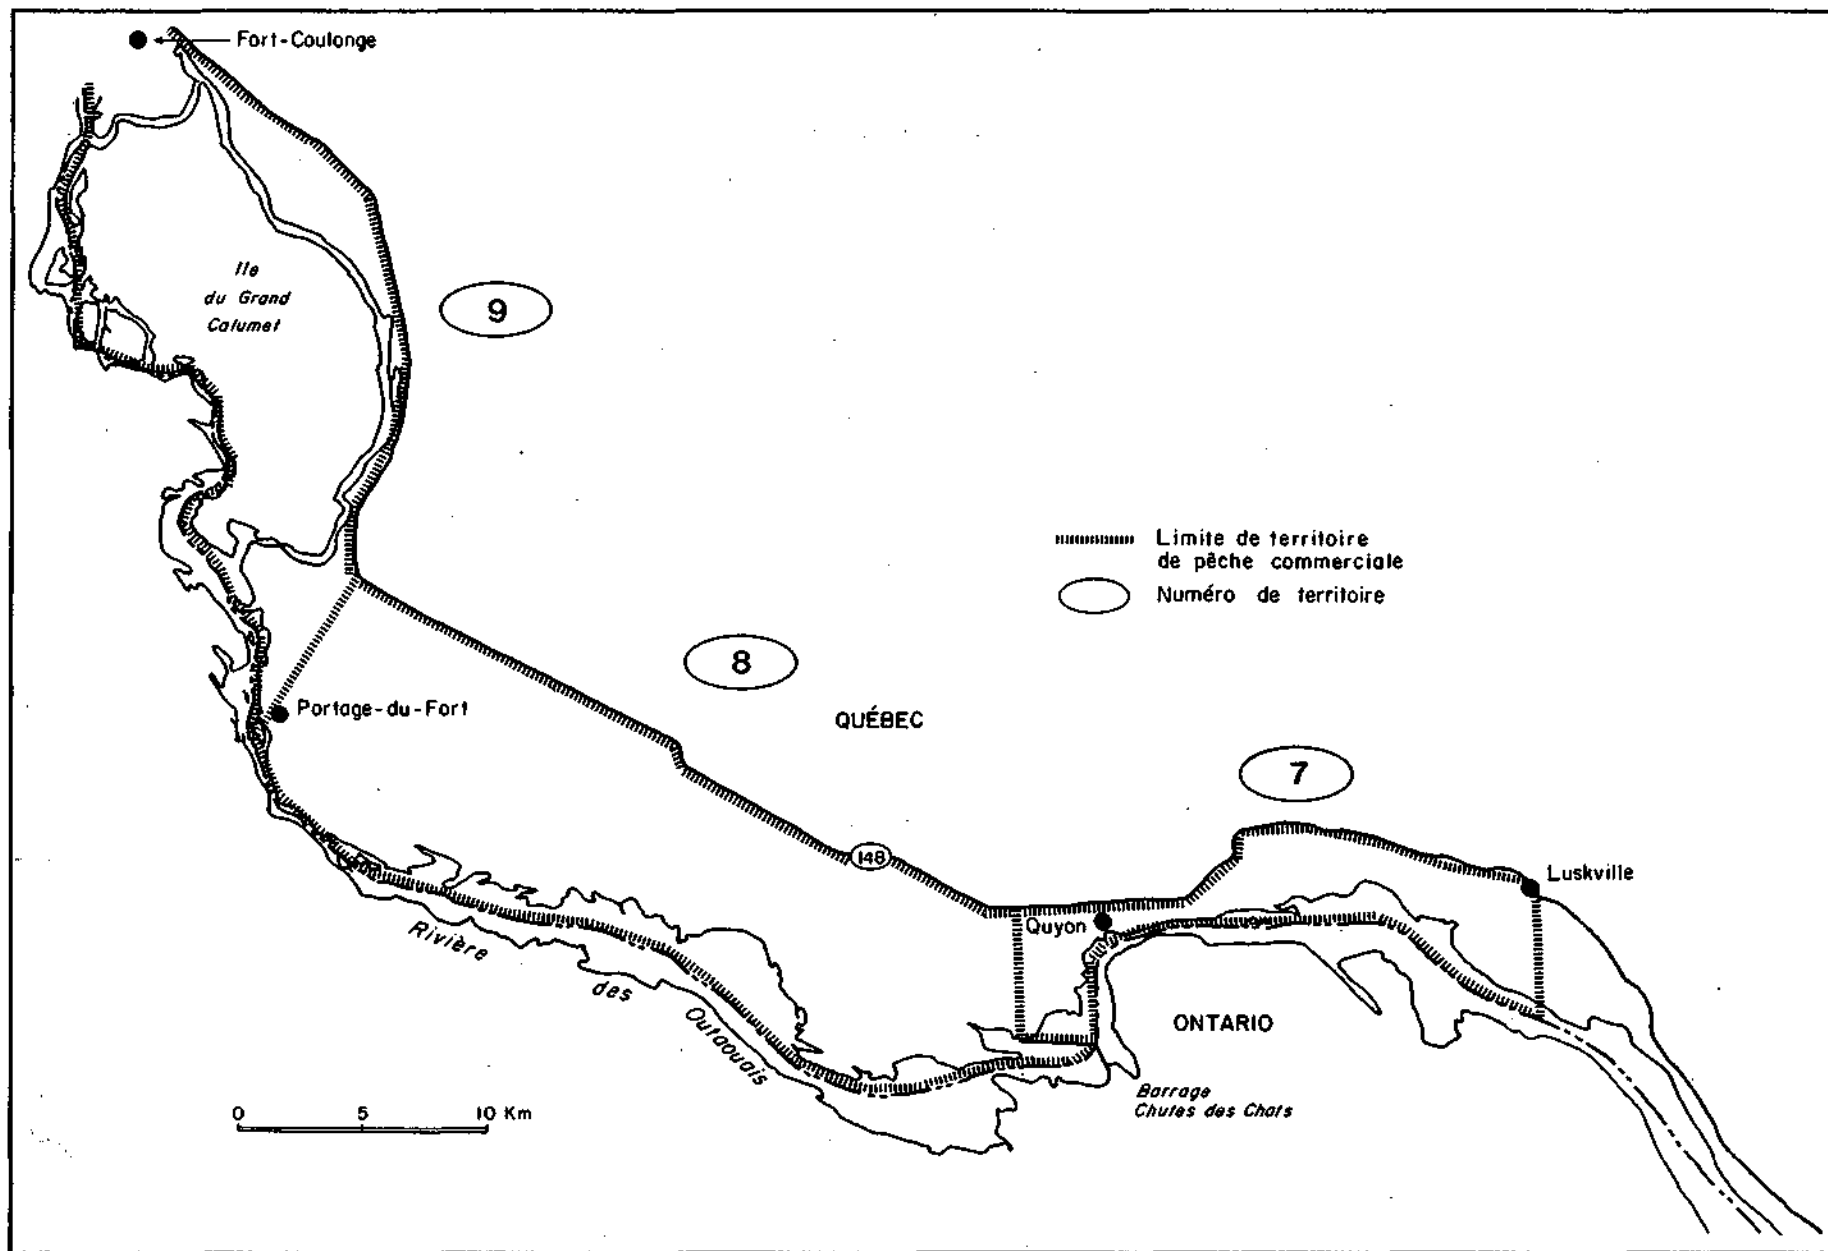 Fort-Coulonge
Ile
du Grand
Calumet
9
Limite de territoire
de pêche commerciale
Numéro de territoire
8
Portage-du-Fort
QUÉBEC
7
148
Luskville
Quyon
Rivière
des
Outaouais
ONTARIO
Barrage
Chutes des Chats
0 5 10 Km